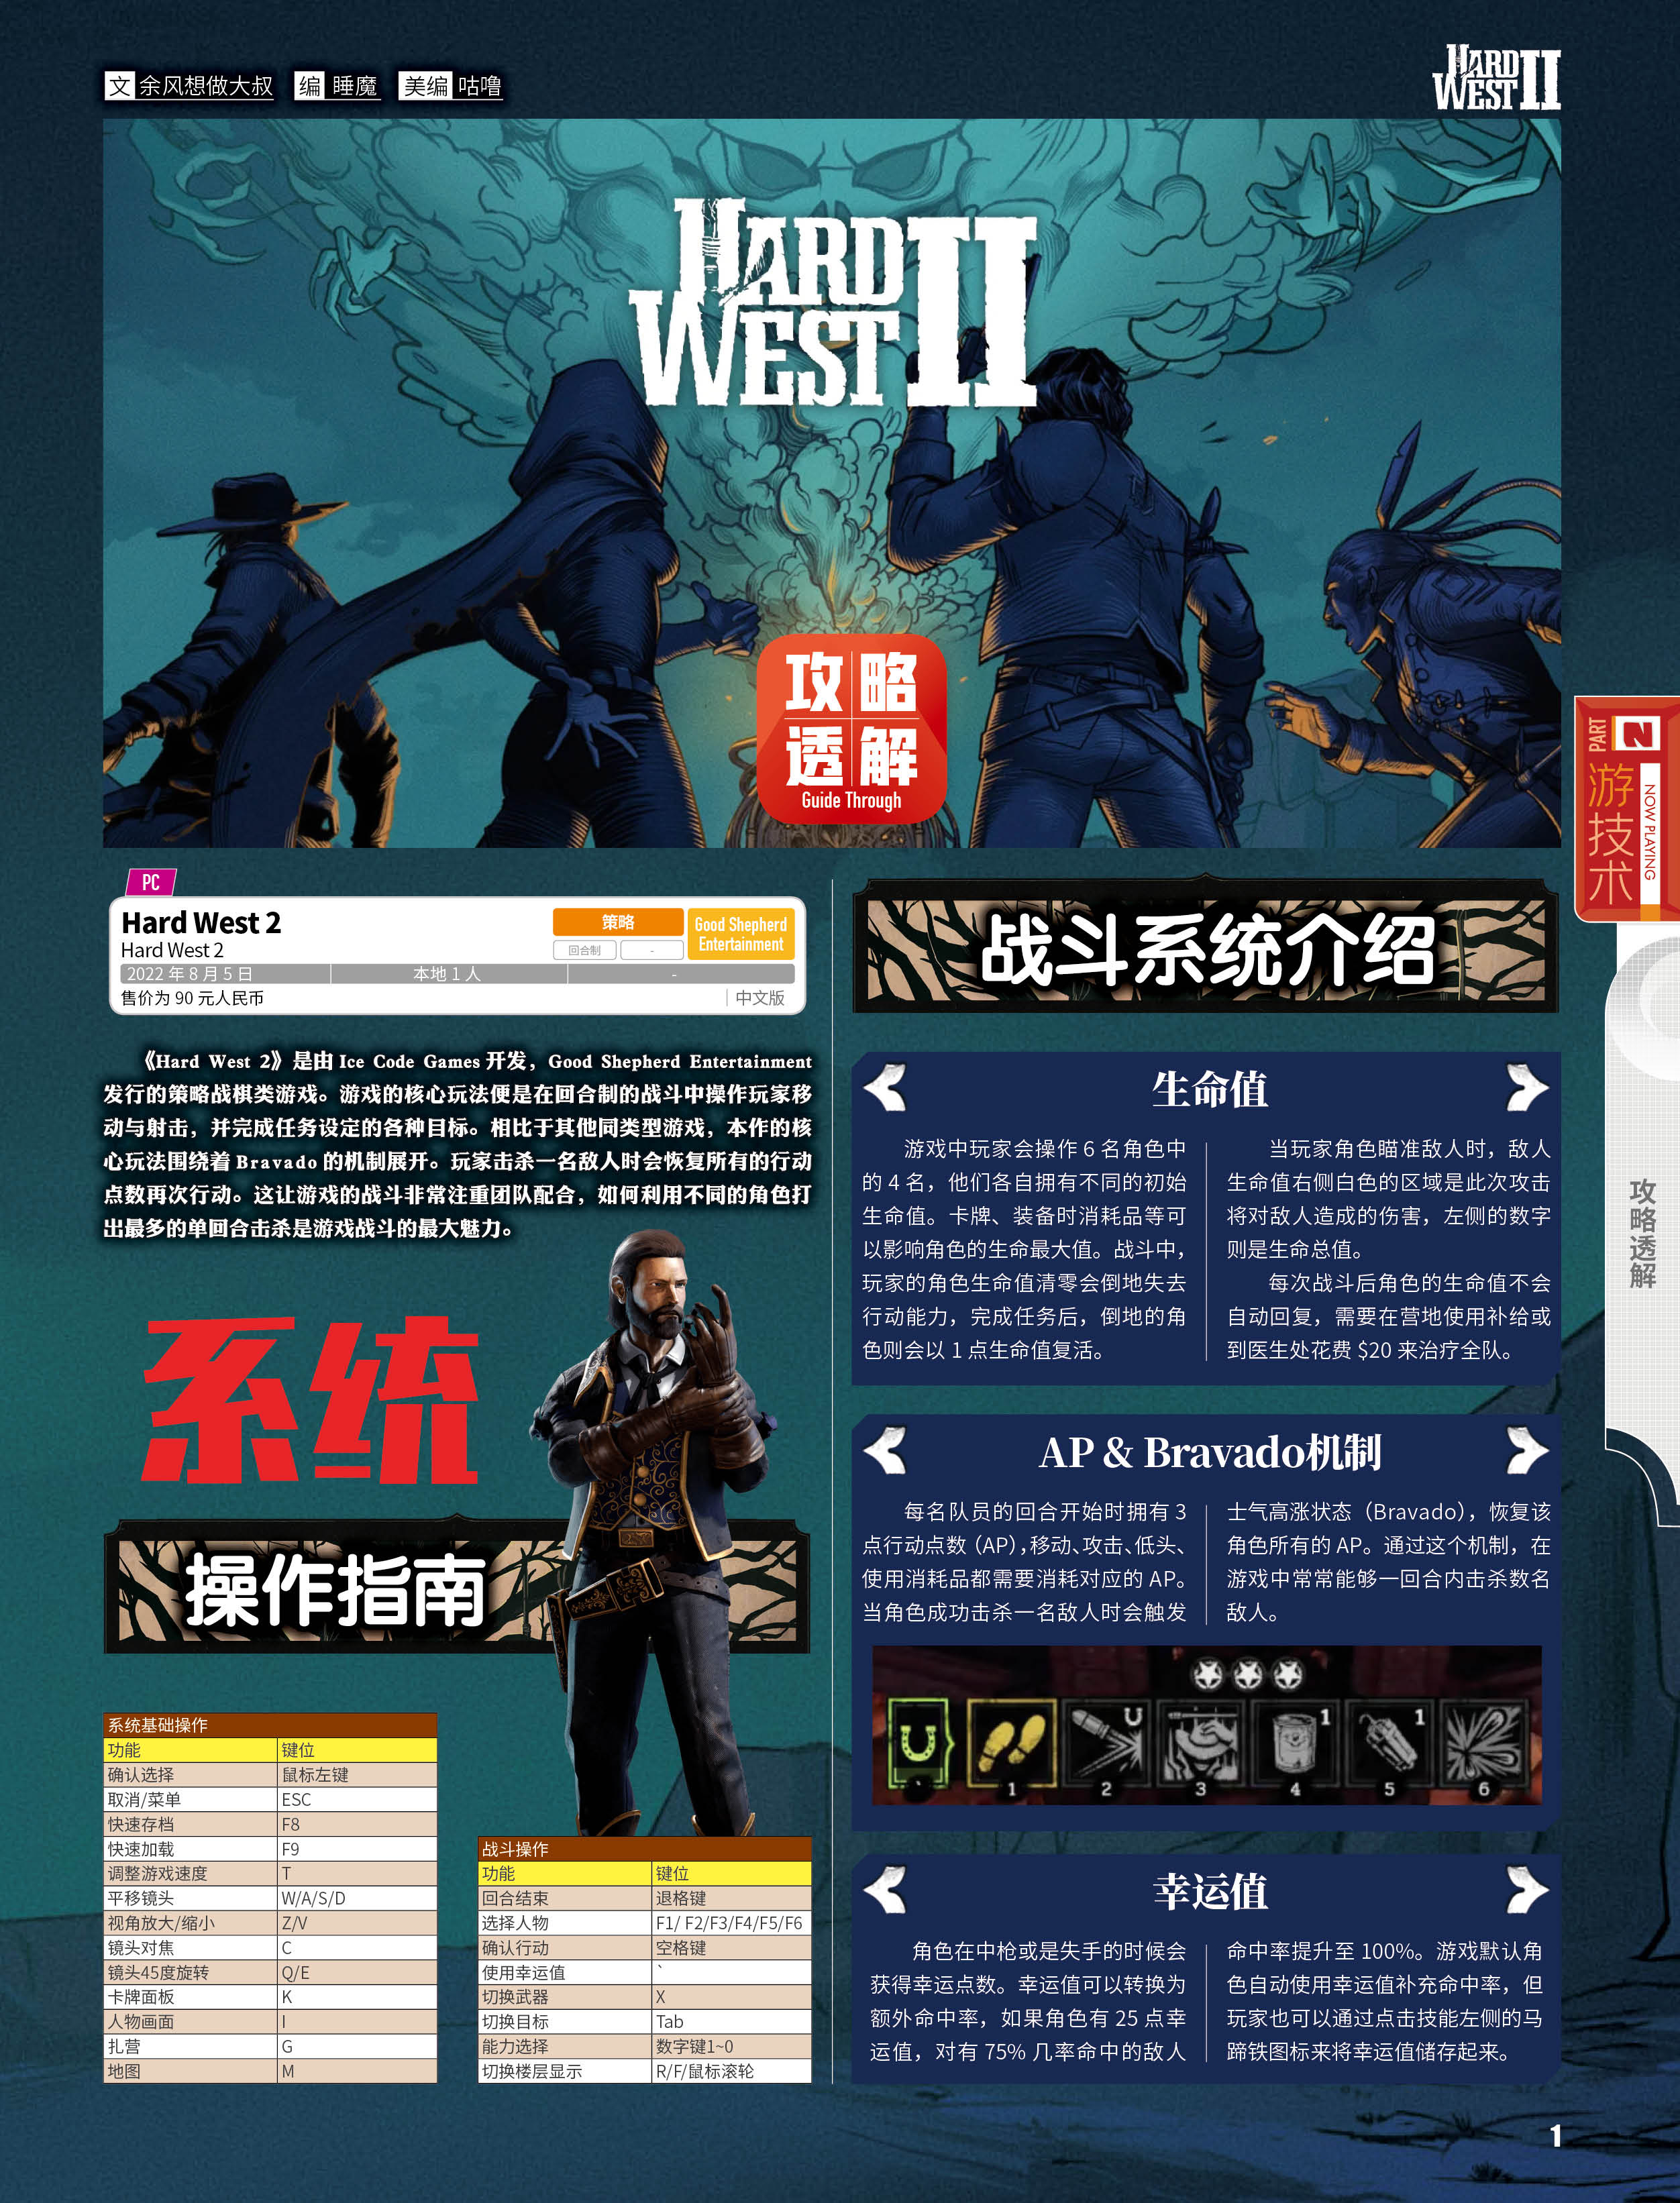 文 余风想做大叔 编 睡魔 美编 咕噜
HARD
WEST II
HARD
WEST II
攻略
透解
Guide Through
PART 2
游技术
NOW PLAYING
攻略透解
PC
Hard West 2
Hard West 2
策略
回合制 -
Good Shepherd
Entertainment
2022 年 8 月 5 日 本地 1 人 -
售价为 90 元人民币 中文版
《Hard West 2》是由 Ice Code Games 开发，Good Shepherd Entertainment
发行的策略战棋类游戏。游戏的核心玩法便是在回合制的战斗中操作玩家移
动与射击，并完成任务设定的各种目标。相比于其他同类型游戏，本作的核
心玩法围绕着 Bravado 的机制展开。玩家击杀一名敌人时会恢复所有的行动
点数再次行动。这让游戏的战斗非常注重团队配合，如何利用不同的角色打
出最多的单回合击杀是游戏战斗的最大魅力。
系统
操作指南
系统基础操作
功能 键位
确认选择 鼠标左键
取消/菜单 ESC
快速存档 F8
快速加载 F9
调整游戏速度 T
平移镜头 W/A/S/D
视角放大/缩小 Z/V
镜头对焦 C
镜头45度旋转 Q/E
卡牌面板 K
人物画面 I
扎营 G
地图 M
战斗操作
功能 键位
回合结束 退格键
选择人物 F1/ F2/F3/F4/F5/F6
确认行动 空格键
使用幸运值 `
切换武器 X
切换目标 Tab
能力选择 数字键1~0
切换楼层显示 R/F/鼠标滚轮
战斗系统介绍
生命值
游戏中玩家会操作 6 名角色中
的 4 名，他们各自拥有不同的初始
生命值。卡牌、装备时消耗品等可
以影响角色的生命最大值。战斗中，
玩家的角色生命值清零会倒地失去
行动能力，完成任务后，倒地的角
色则会以 1 点生命值复活。
当玩家角色瞄准敌人时，敌人
生命值右侧白色的区域是此次攻击
将对敌人造成的伤害，左侧的数字
则是生命总值。
每次战斗后角色的生命值不会
自动回复，需要在营地使用补给或
到医生处花费 $20 来治疗全队。
AP & Bravado机制
每名队员的回合开始时拥有 3
点行动点数（AP），移动、攻击、低头、
使用消耗品都需要消耗对应的 AP。
当角色成功击杀一名敌人时会触发
士气高涨状态（Bravado），恢复该
角色所有的 AP。通过这个机制，在
游戏中常常能够一回合内击杀数名
敌人。
1 1
1 2 3 4 5 6
幸运值
角色在中枪或是失手的时候会
获得幸运点数。幸运值可以转换为
额外命中率，如果角色有 25 点幸
运值，对有 75% 几率命中的敌人
命中率提升至 100%。游戏默认角
色自动使用幸运值补充命中率，但
玩家也可以通过点击技能左侧的马
蹄铁图标来将幸运值储存起来。
1